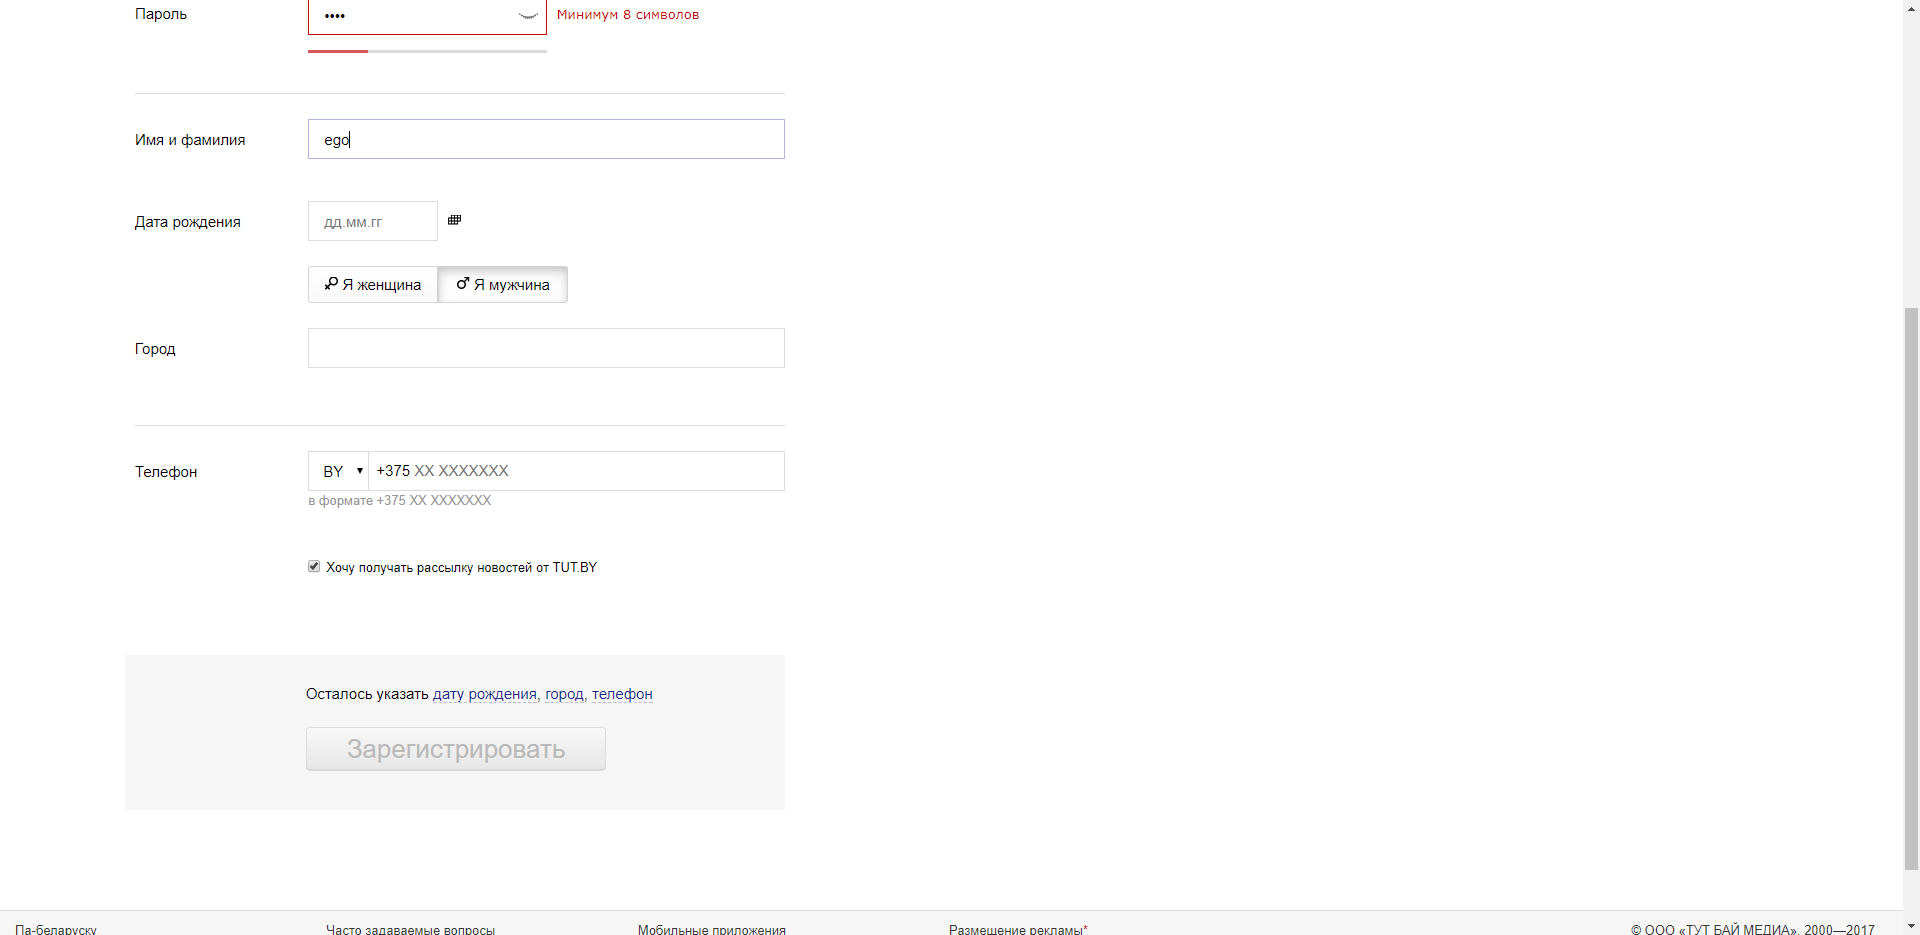 Пароль
••••
Минимум 8 символов
Имя и фамилия
ego
Дата рождения
дд.мм.гг
Я женщина
Я мужчина
Город
Телефон
BY
+375 XX XXXXXXX
в формате +375 XX XXXXXXX
Хочу получать рассылку новостей от TUT.BY
Осталось указать дату рождения, город, телефон
Зарегистрировать
Па-беларуску
Часто задаваемые вопросы
Мобильные приложения
Размещение рекламы*
© ООО «ТУТ БАЙ МЕДИА», 2000—2017